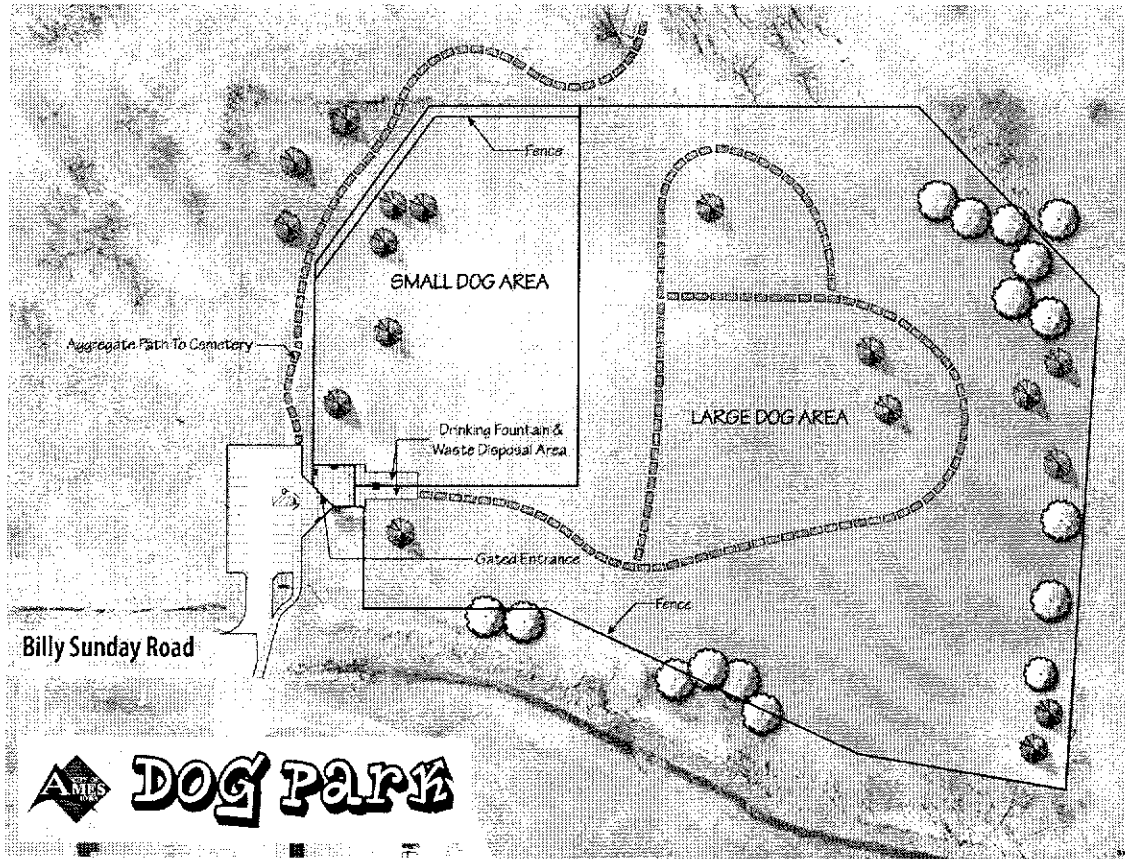 Fence
SMALL DOG AREA
Aggregate Path To Cemetery
LARGE DOG AREA
Drinking Fountain &
Waste Disposal Area
Gated Entrance
Fence
Billy Sunday Road
AMES
Dog Park